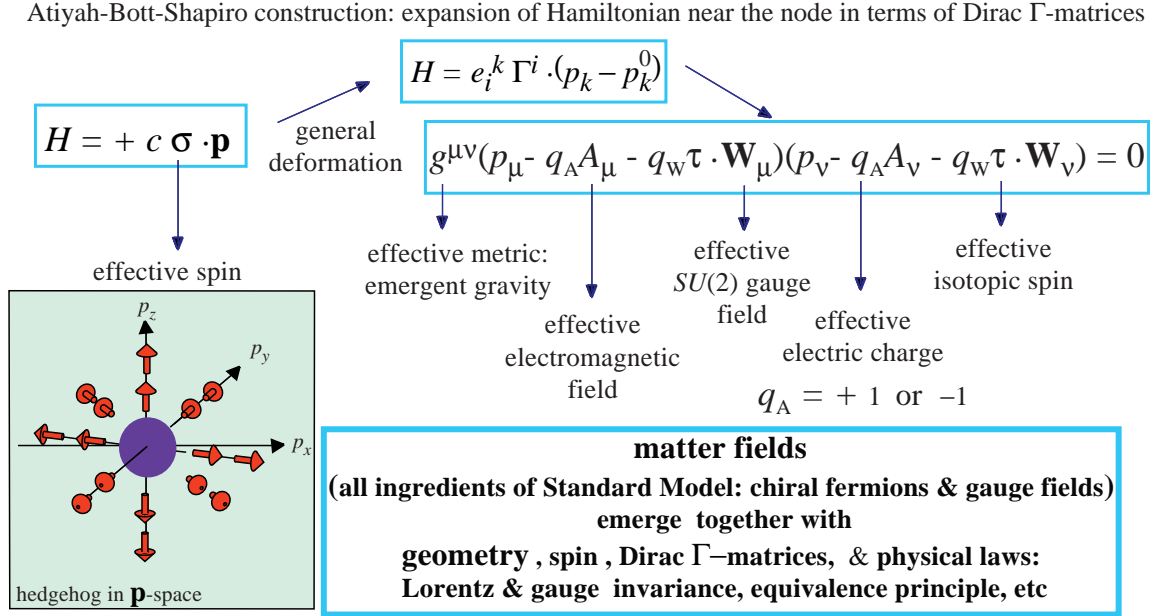 Atiyah-Bott-Shapiro construction: expansion of Hamiltonian near the node in terms of Dirac Γ-matrices
H = e_i^k Γ^i ·(p_k – p_k^0)
H = + c σ ·p
general
deformation
g^μν(p_μ- q_A A_μ - q_W τ ·W_μ)(p_ν- q_A A_ν - q_W τ ·W_ν) = 0
effective spin
effective metric:
emergent gravity
effective
electromagnetic
field
effective
SU(2) gauge
field
effective
electric charge
q_A = + 1 or –1
effective
isotopic spin
p_z
p_y
p_x
hedgehog in p-space
matter fields
(all ingredients of Standard Model: chiral fermions & gauge fields)
emerge together with
geometry , spin , Dirac Γ–matrices, & physical laws:
Lorentz & gauge invariance, equivalence principle, etc